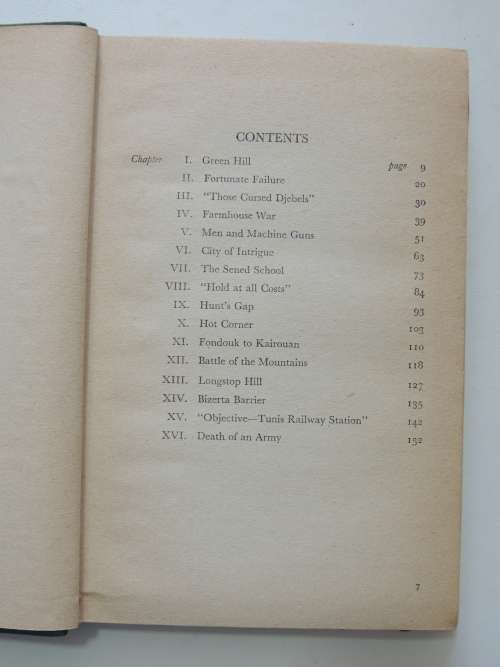 CONTENTS
Chapter I. Green Hill page 9
II. Fortunate Failure 20
III. "Those Cursed Djebels" 30
IV. Farmhouse War 39
V. Men and Machine Guns 51
VI. City of Intrigue 63
VII. The Sened School 73
VIII. "Hold at all Costs" 84
IX. Hunt's Gap 93
X. Hot Corner 103
XI. Fondouk to Kairouan 110
XII. Battle of the Mountains 118
XIII. Longstop Hill 127
XIV. Bizerta Barrier 135
XV. "Objective—Tunis Railway Station" 142
XVI. Death of an Army 152
7